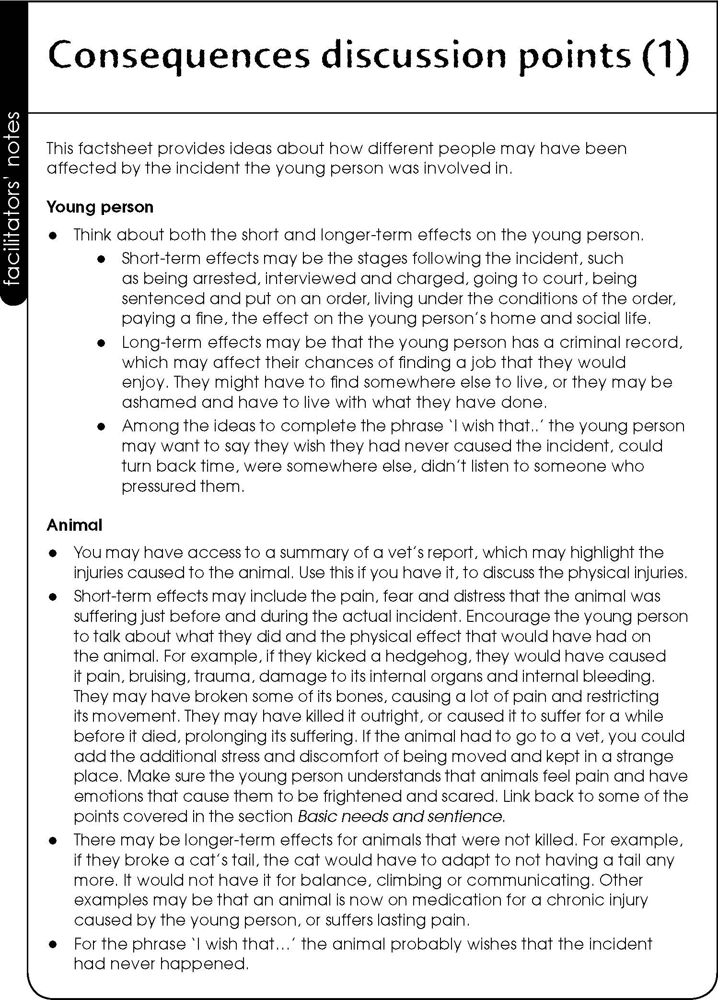 Consequences discussion points (1)
facilitators' notes
This factsheet provides ideas about how different people may have been
affected by the incident the young person was involved in.
Young person
● Think about both the short and longer-term effects on the young person.
● Short-term effects may be the stages following the incident, such
as being arrested, interviewed and charged, going to court, being
sentenced and put on an order, living under the conditions of the order,
paying a fine, the effect on the young person’s home and social life.
● Long-term effects may be that the young person has a criminal record,
which may affect their chances of finding a job that they would
enjoy. They might have to find somewhere else to live, or they may be
ashamed and have to live with what they have done.
● Among the ideas to complete the phrase ‘I wish that..’ the young person
may want to say they wish they had never caused the incident, could
turn back time, were somewhere else, didn’t listen to someone who
pressured them.
Animal
● You may have access to a summary of a vet’s report, which may highlight the
injuries caused to the animal. Use this if you have it, to discuss the physical injuries.
● Short-term effects may include the pain, fear and distress that the animal was
suffering just before and during the actual incident. Encourage the young person
to talk about what they did and the physical effect that would have had on
the animal. For example, if they kicked a hedgehog, they would have caused
it pain, bruising, trauma, damage to its internal organs and internal bleeding.
They may have broken some of its bones, causing a lot of pain and restricting
its movement. They may have killed it outright, or caused it to suffer for a while
before it died, prolonging its suffering. If the animal had to go to a vet, you could
add the additional stress and discomfort of being moved and kept in a strange
place. Make sure the young person understands that animals feel pain and have
emotions that cause them to be frightened and scared. Link back to some of the
points covered in the section Basic needs and sentience.
● There may be longer-term effects for animals that were not killed. For example,
if they broke a cat’s tail, the cat would have to adapt to not having a tail any
more. It would not have it for balance, climbing or communicating. Other
examples may be that an animal is now on medication for a chronic injury
caused by the young person, or suffers lasting pain.
● For the phrase ‘I wish that...’ the animal probably wishes that the incident
had never happened.